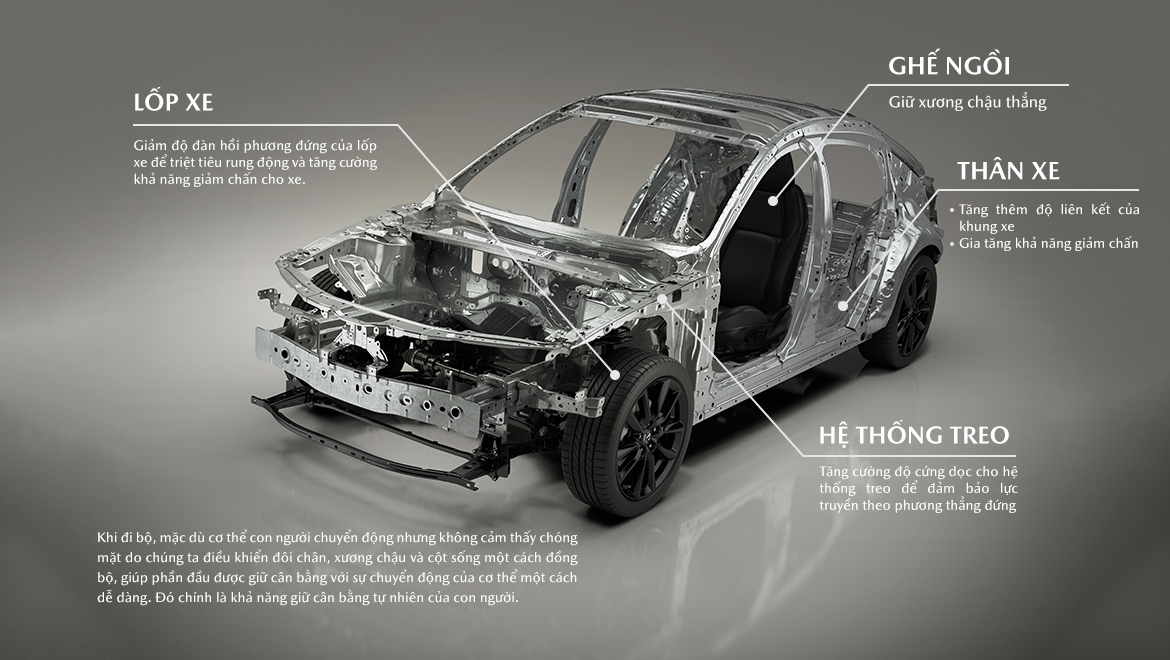 GHẾ NGỒI
Giữ xương chậu thẳng
LỐP XE
Giảm độ đàn hồi phương đứng của lốp
xe để triệt tiêu rung động và tăng cường
khả năng giảm chấn cho xe.
THÂN XE
• Tăng thêm độ liên kết của
khung xe
• Gia tăng khả năng giảm chấn
HỆ THỐNG TREO
Tăng cường độ cứng dọc cho hệ
thống treo để đảm bảo lực
truyền theo phương thẳng đứng
Khi đi bộ, mặc dù cơ thể con người chuyển động nhưng không cảm thấy chóng
mặt do chúng ta điều khiển đôi chân, xương chậu và cột sống một cách đồng
bộ, giúp phần đầu được giữ cân bằng với sự chuyển động của cơ thể một cách
dễ dàng. Đó chính là khả năng giữ cân bằng tự nhiên của con người.